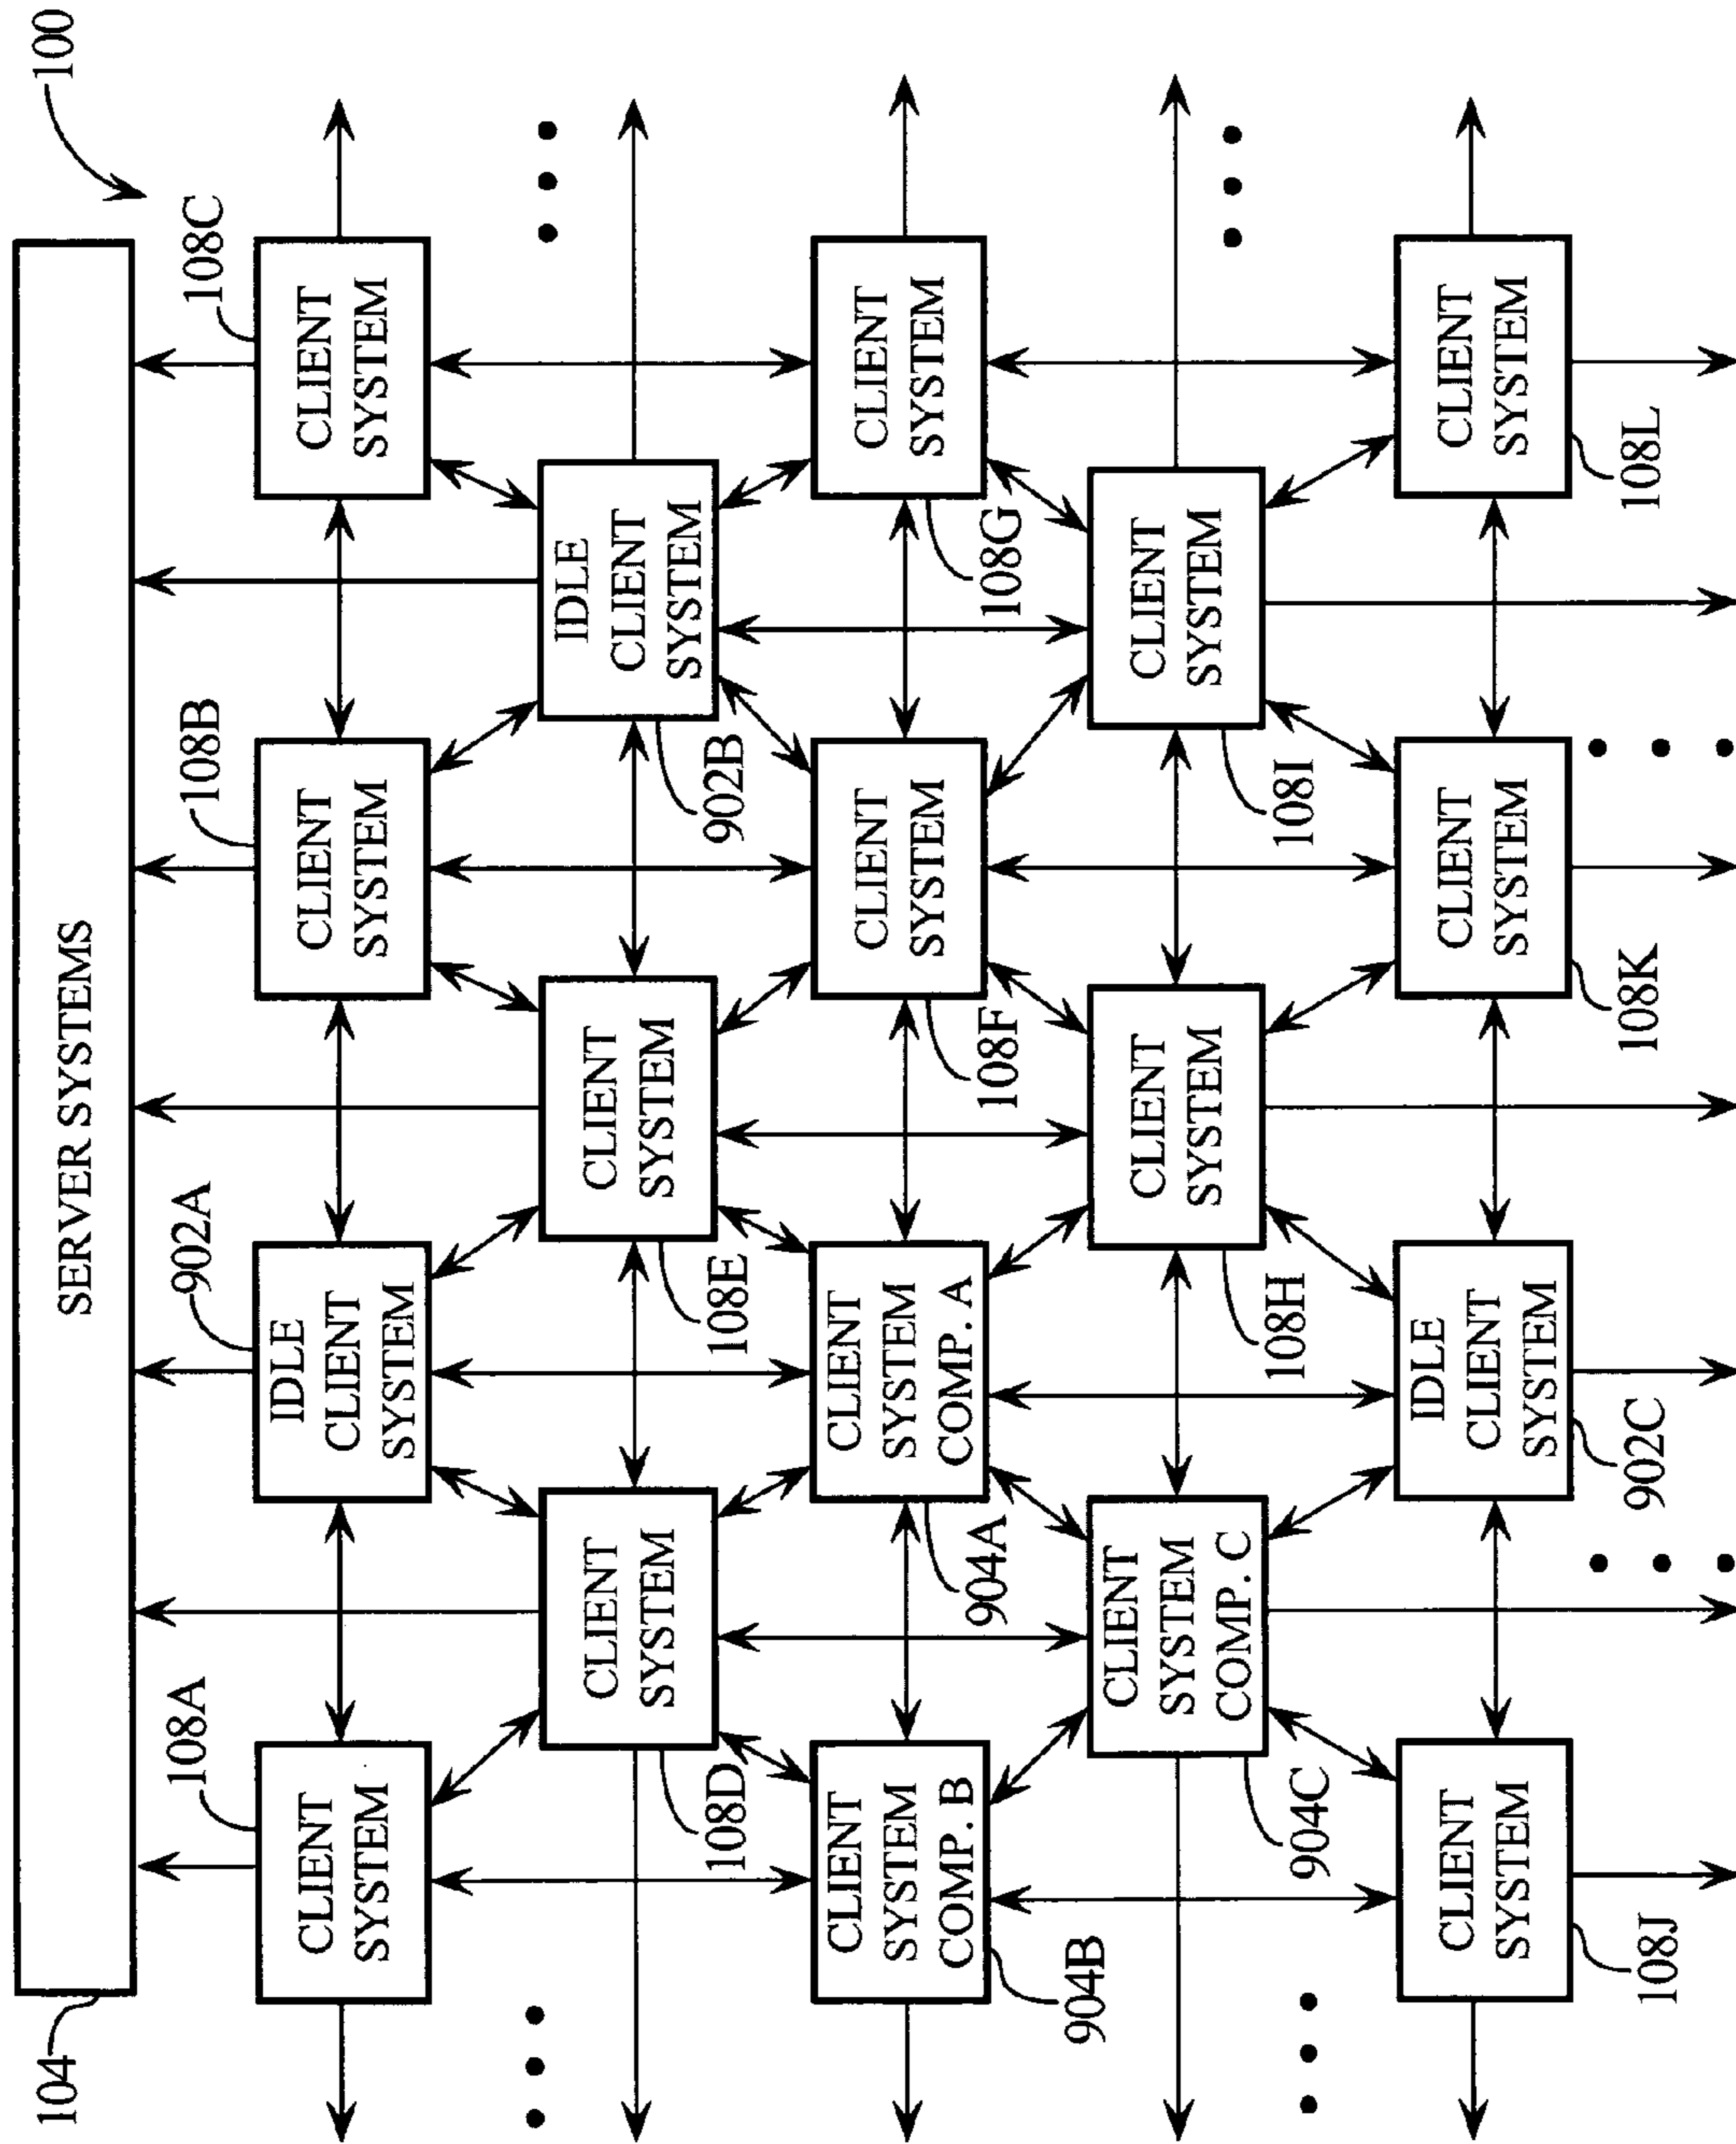 104
100
SERVER SYSTEMS
108A
902A
108B
108C
CLIENT
SYSTEM
IDLE
CLIENT
SYSTEM
CLIENT
SYSTEM
CLIENT
SYSTEM
CLIENT
SYSTEM
CLIENT
SYSTEM
IDLE
CLIENT
SYSTEM
108D
108E
902B
CLIENT
SYSTEM
COMP. B
CLIENT
SYSTEM
COMP. A
CLIENT
SYSTEM
CLIENT
SYSTEM
904B
904A
108F
108G
CLIENT
SYSTEM
COMP. C
CLIENT
SYSTEM
CLIENT
SYSTEM
904C
108H
108I
CLIENT
SYSTEM
IDLE
CLIENT
SYSTEM
CLIENT
SYSTEM
CLIENT
SYSTEM
108J
902C
108K
108L